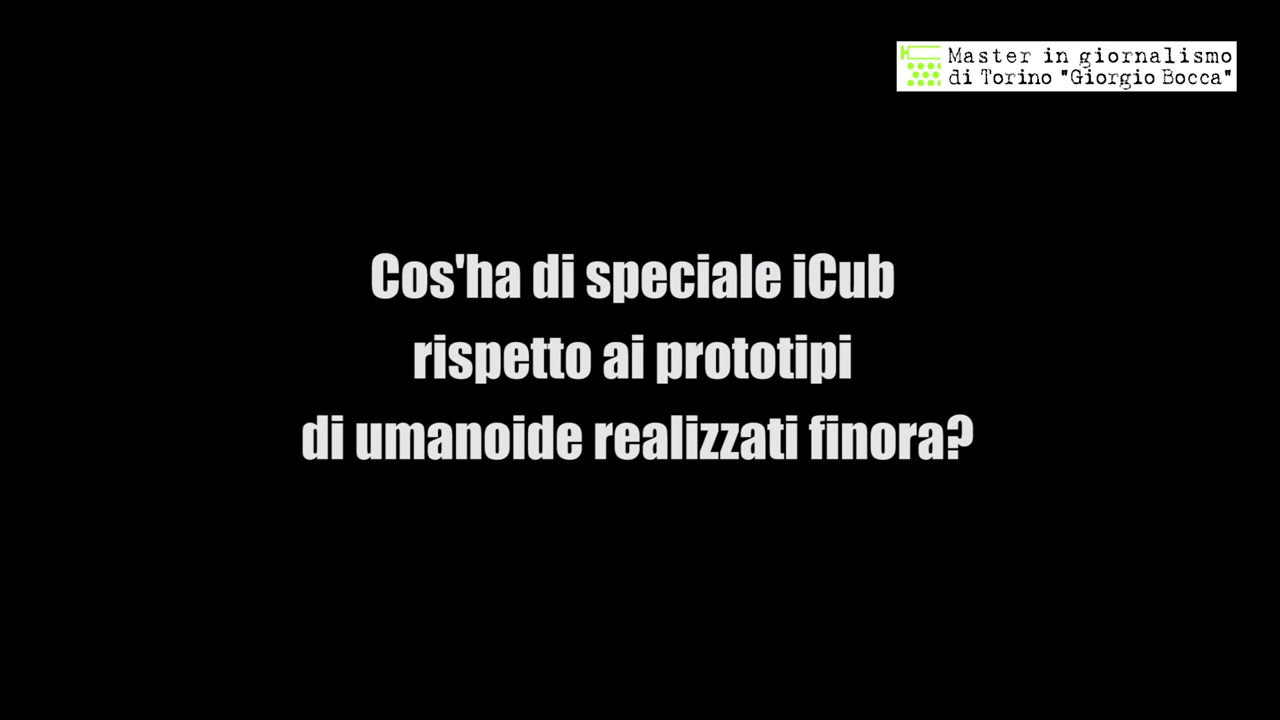 Master in giornalismo
di Torino "Giorgio Bocca"
Cos'ha di speciale iCub
rispetto ai prototipi
di umanoide realizzati finora?